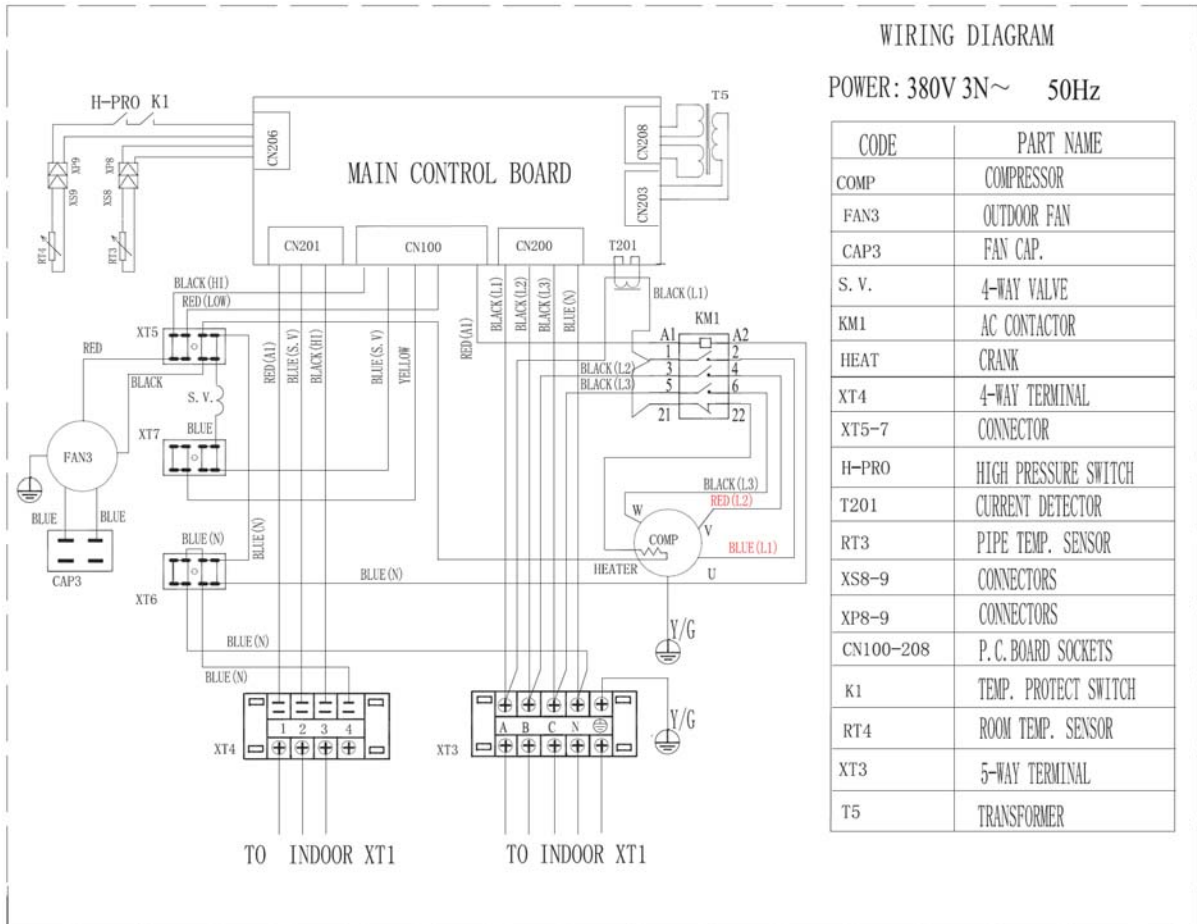 WIRING DIAGRAM
POWER: 380V 3N~ 50Hz
CODE PART NAME
COMP COMPRESSOR
FAN3 OUTDOOR FAN
CAP3 FAN CAP.
S. V. 4-WAY VALVE
KM1 AC CONTACTOR
HEAT CRANK
XT4 4-WAY TERMINAL
XT5-7 CONNECTOR
H-PRO HIGH PRESSURE SWITCH
T201 CURRENT DETECTOR
RT3 PIPE TEMP. SENSOR
XS8-9 CONNECTORS
XP8-9 CONNECTORS
CN100-208 P.C.BOARD SOCKETS
K1 TEMP. PROTECT SWITCH
RT4 ROOM TEMP. SENSOR
XT3 5-WAY TERMINAL
T5 TRANSFORMER
H-PRO K1
T5
CN206
CN208
MAIN CONTROL BOARD
XP9
XP8
XS9
XS8
CN203
RT4
RT3
CN201
CN100
CN200
T201
BLACK(HI)
RED(LOW)
BLACK(L1)
XT5
RED(A1)
BLUE(S.V)
BLACK(HI)
BLUE(S.V)
YELLOW
RED(A1)
BLACK(L1)
BLACK(L2)
BLACK(L3)
BLUE(N)
KM1
A1 A2
1 2
BLACK(L2) 3 4
BLACK(L3) 5 6
21 22
RED
BLACK
S. V.
BLUE
XT7
FAN3
BLUE
BLUE
CAP3
BLUE(N)
BLUE(N)
XT6
BLUE(N)
BLACK(L3)
RED(L2)
W
V
COMP
BLUE(L1)
HEATER
U
Y/G
BLUE(N)
BLUE(N)
XT4
1 2 3 4
XT3
A B C N
Y/G
TO INDOOR XT1
TO INDOOR XT1